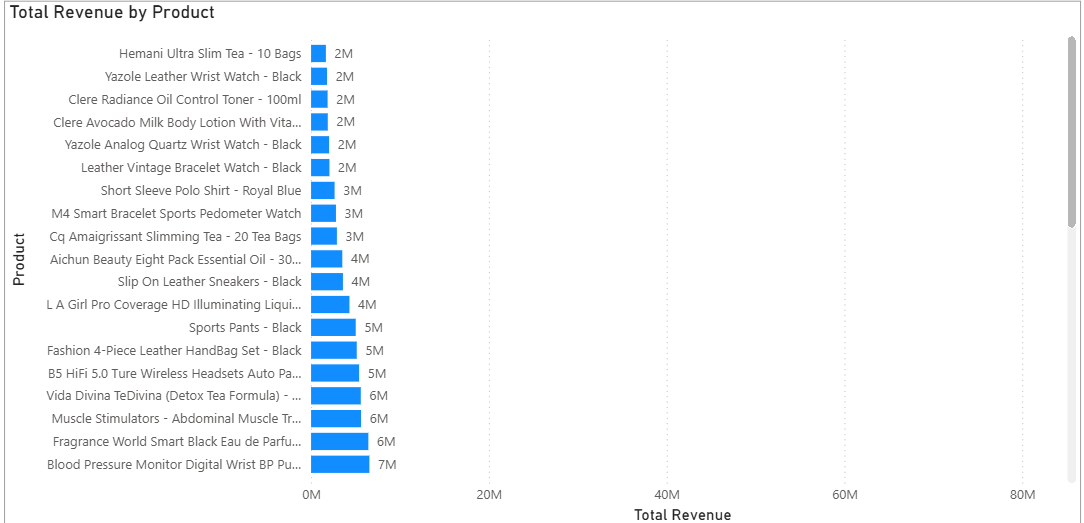 Total Revenue by Product
Hemani Ultra Slim Tea - 10 Bags 2M
Yazole Leather Wrist Watch - Black 2M
Clere Radiance Oil Control Toner - 100ml 2M
Clere Avocado Milk Body Lotion With Vita... 2M
Yazole Analog Quartz Wrist Watch - Black 2M
Leather Vintage Bracelet Watch - Black 2M
Short Sleeve Polo Shirt - Royal Blue 3M
M4 Smart Bracelet Sports Pedometer Watch 3M
Cq Amaigrissant Slimming Tea - 20 Tea Bags 3M
Aichun Beauty Eight Pack Essential Oil - 30... 4M
Slip On Leather Sneakers - Black 4M
L A Girl Pro Coverage HD Illuminating Liqui... 4M
Sports Pants - Black 5M
Fashion 4-Piece Leather HandBag Set - Black 5M
B5 HiFi 5.0 Ture Wireless Headsets Auto Pa... 5M
Vida Divina TeDivina (Detox Tea Formula) - ... 6M
Muscle Stimulators - Abdominal Muscle Tr... 6M
Fragrance World Smart Black Eau de Parfu... 6M
Blood Pressure Monitor Digital Wrist BP Pu... 7M
Product
0M 20M 40M 60M 80M
Total Revenue